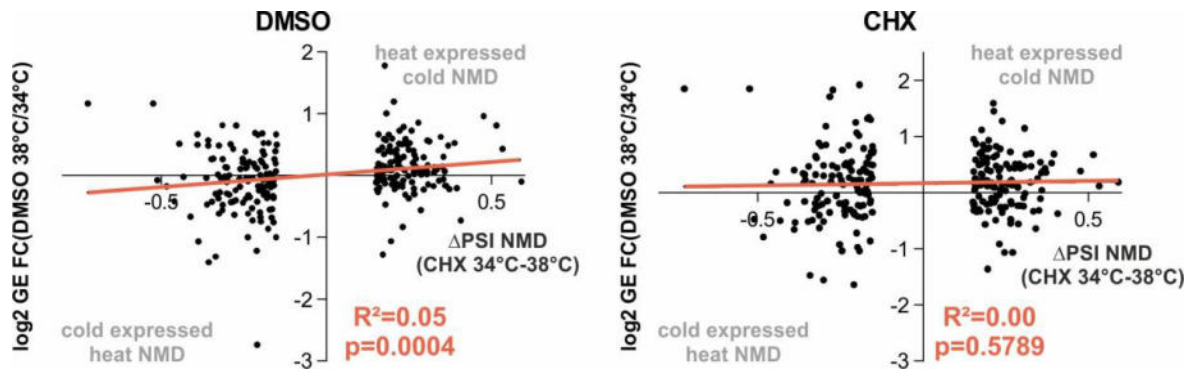 DMSO
log2 GE FC(DMSO 38°C/34°C)
2
1
-1
-2
-3
-0.5
0.5
heat expressed
cold NMD
ΔPSI NMD
(CHX 34°C-38°C)
cold expressed
heat NMD
R²=0.05
p=0.0004
CHX
log2 GE FC(DMSO 38°C/34°C)
2
1
-1
-2
-3
-0.5
0.5
heat expressed
cold NMD
ΔPSI NMD
(CHX 34°C-38°C)
cold expressed
heat NMD
R²=0.00
p=0.5789